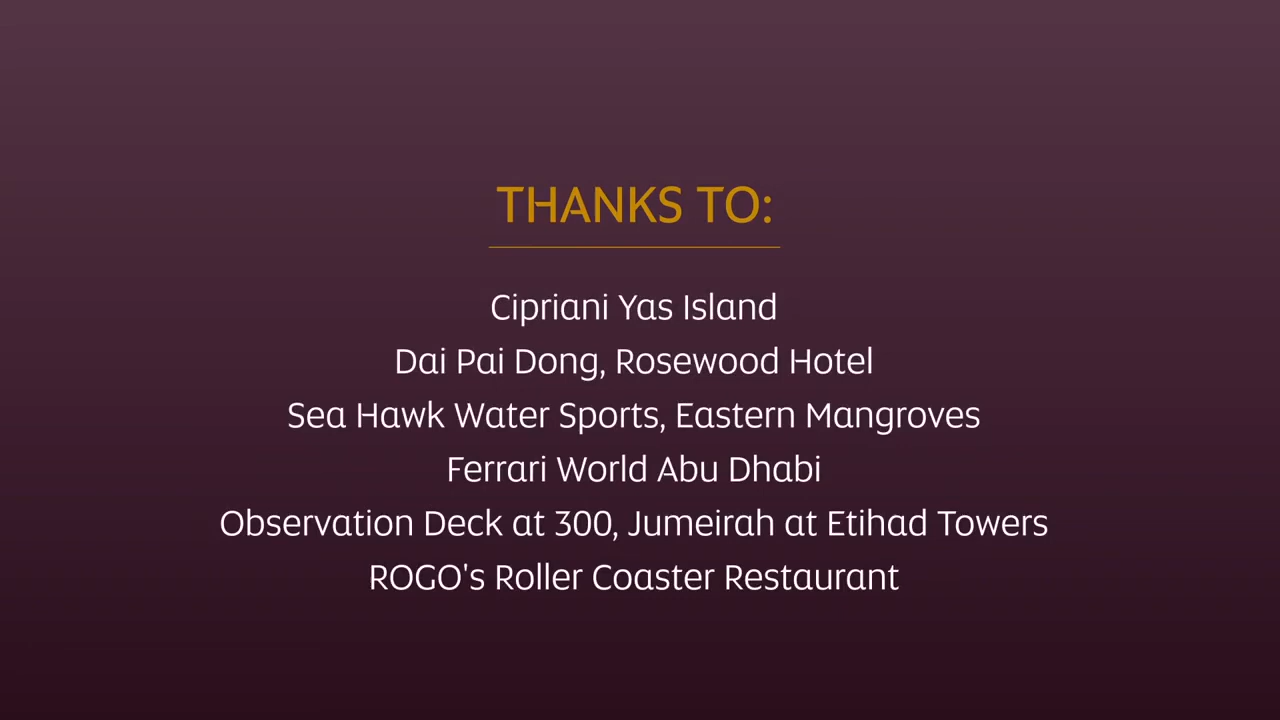 THANKS TO:
Cipriani Yas Island
Dai Pai Dong, Rosewood Hotel
Sea Hawk Water Sports, Eastern Mangroves
Ferrari World Abu Dhabi
Observation Deck at 300, Jumeirah at Etihad Towers
ROGO's Roller Coaster Restaurant